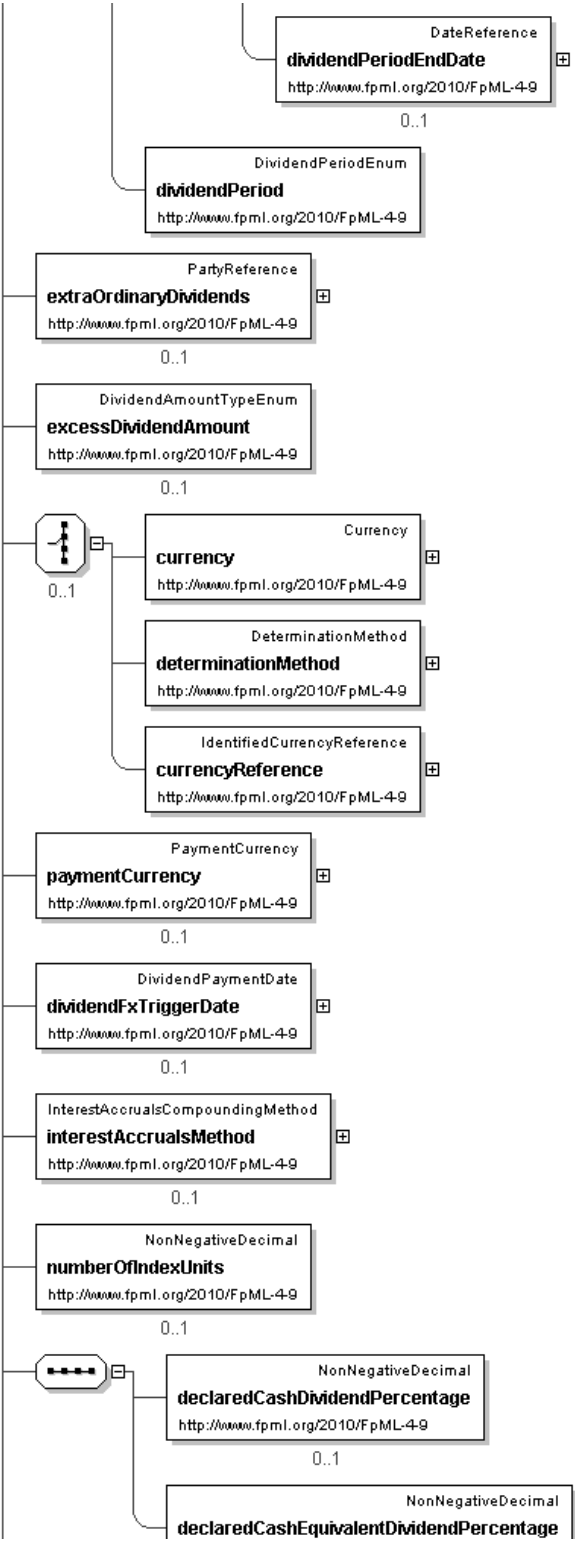 DateReference
dividendPeriodEndDate
http://www.fpml.org/2010/FpML-4-9
0..1
DividendPeriodEnum
dividendPeriod
http://www.fpml.org/2010/FpML-4-9
PartyReference
extraOrdinaryDividends
http://www.fpml.org/2010/FpML-4-9
0..1
DividendAmountTypeEnum
excessDividendAmount
http://www.fpml.org/2010/FpML-4-9
0..1
0..1
Currency
currency
http://www.fpml.org/2010/FpML-4-9
DeterminationMethod
determinationMethod
http://www.fpml.org/2010/FpML-4-9
IdentifiedCurrencyReference
currencyReference
http://www.fpml.org/2010/FpML-4-9
PaymentCurrency
paymentCurrency
http://www.fpml.org/2010/FpML-4-9
0..1
DividendPaymentDate
dividendFxTriggerDate
http://www.fpml.org/2010/FpML-4-9
0..1
InterestAccrualsCompoundingMethod
interestAccrualsMethod
http://www.fpml.org/2010/FpML-4-9
0..1
NonNegativeDecimal
numberOfIndexUnits
http://www.fpml.org/2010/FpML-4-9
0..1
NonNegativeDecimal
declaredCashDividendPercentage
http://www.fpml.org/2010/FpML-4-9
0..1
NonNegativeDecimal
declaredCashEquivalentDividendPercentage